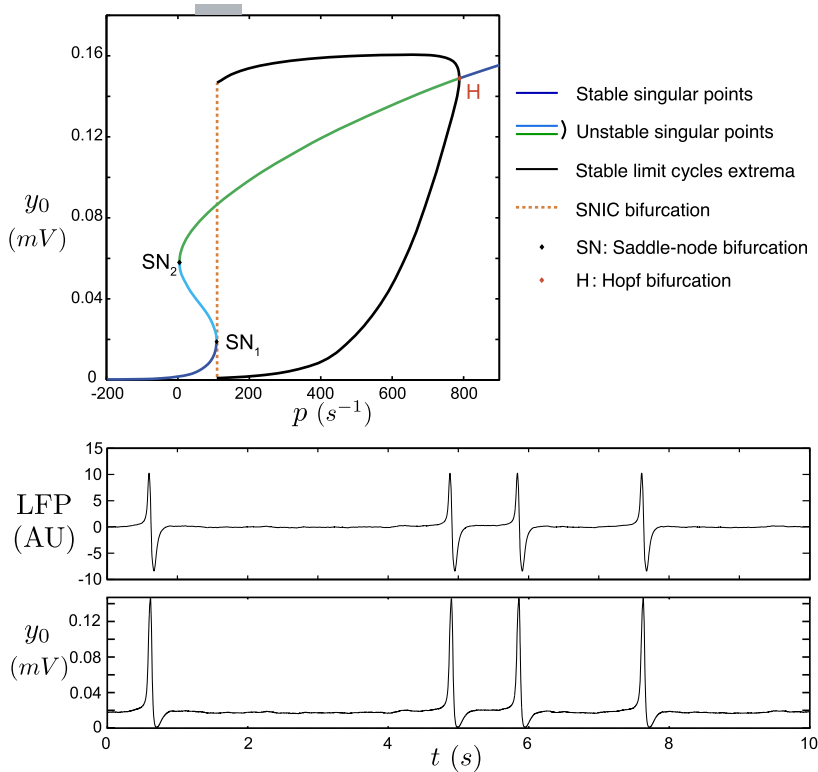 0.16
0.12
0.08
0.04
0
y0
(mV)
SN2
SN1
H
-200 0 200 400 600 800
p (s−1)
Stable singular points
) Unstable singular points
Stable limit cycles extrema
SNIC bifurcation
SN: Saddle-node bifurcation
H: Hopf bifurcation
LFP
(AU)
15
10
5
0
-5
-10
y0
(mV)
0.12
0.08
0.04
0
0 2 4 6 8 10
t (s)